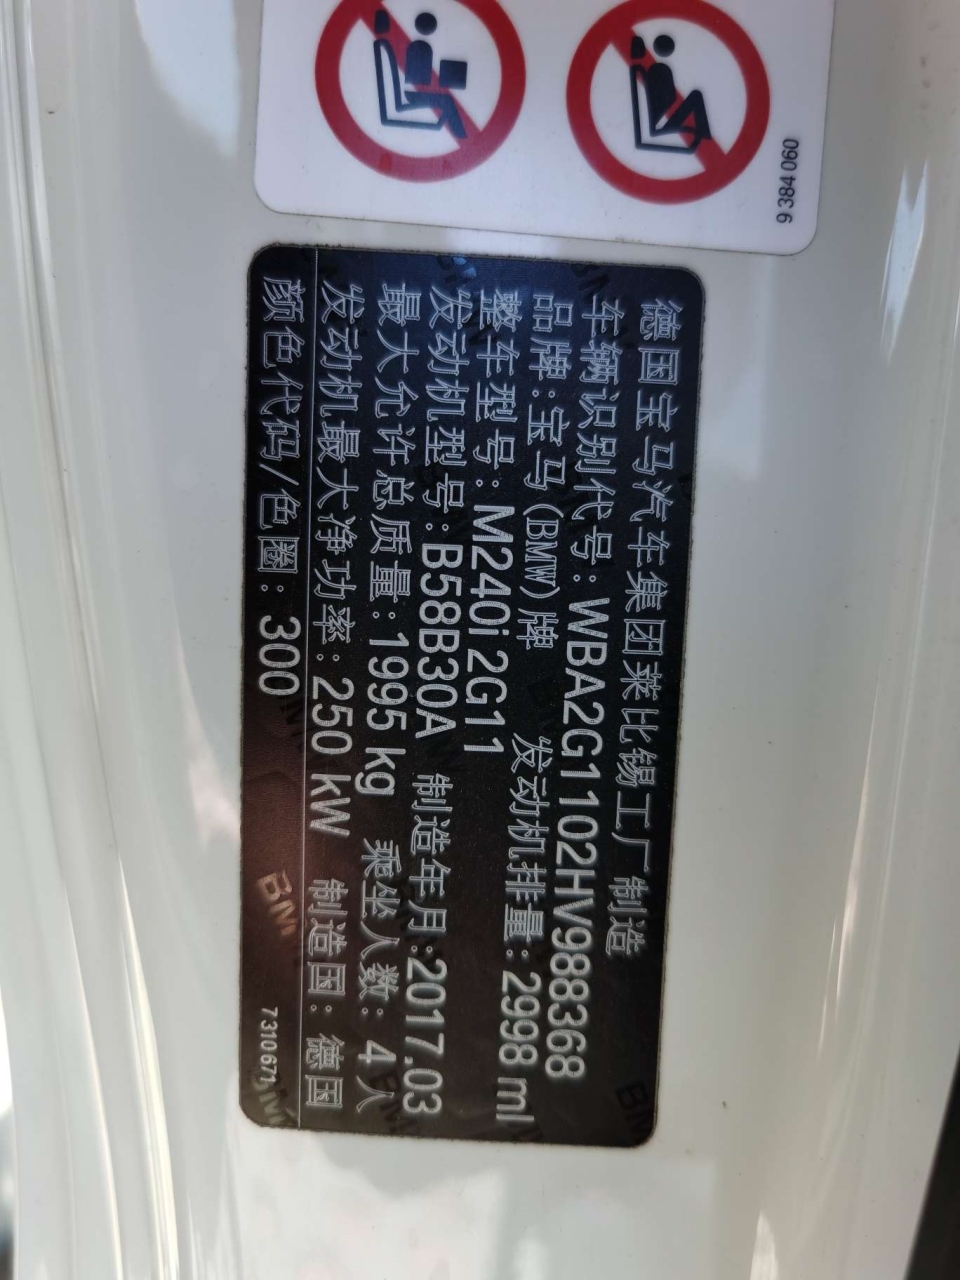 9 384 060
德国宝马汽车集团莱比锡工厂制造
车辆识别代号:WBA2G1102HV988368
品牌:宝马(BMW)牌 发动机排量:2998 ml
整车型号:M240i 2G11
发动机型号:B58B30A 制造年月:2017.03
最大允许总质量:1995 kg 乘坐人数:4人
发动机最大净功率:250 kW 制造国:德国
颜色代码/色圈:300
7310671